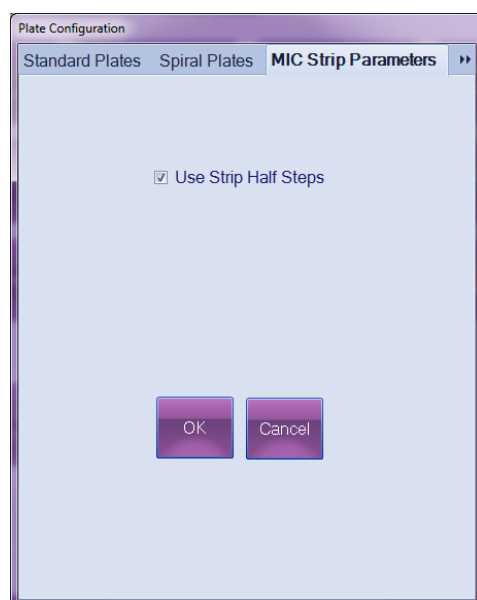 Plate Configuration
Standard Plates Spiral Plates MIC Strip Parameters
Use Strip Half Steps
OK Cancel